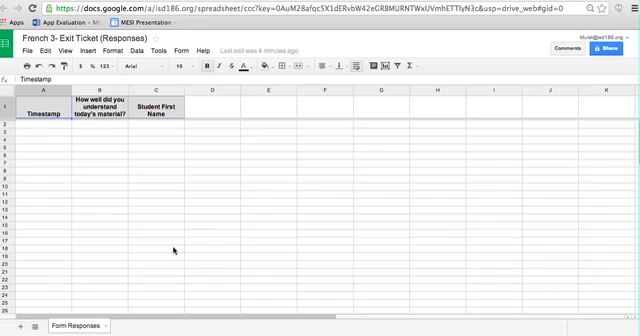 https://docs.google.com/a/isd186.org/spreadsheet/ccc?key=0AuM28afqc5X1dERvbW42eGRBMURNTWxUVmhETTlyN3c&usp=drive_web#gid=0
Apps App Evaluation - MESI Presentation
French 3- Exit Ticket (Responses)
File Edit View Insert Format Data Tools Form Help Last edit was 4 minutes ago
Comments Share
$ % 123 Arial 10 B I S A
fx Timestamp
A B C D E F G H I J K
1 Timestamp How well did you understand today's material? Student First Name
2
3
4
5
6
7
8
9
10
11
12
13
14
15
16
17
18
19
20
21
22
23
24
25
26
Form Responses